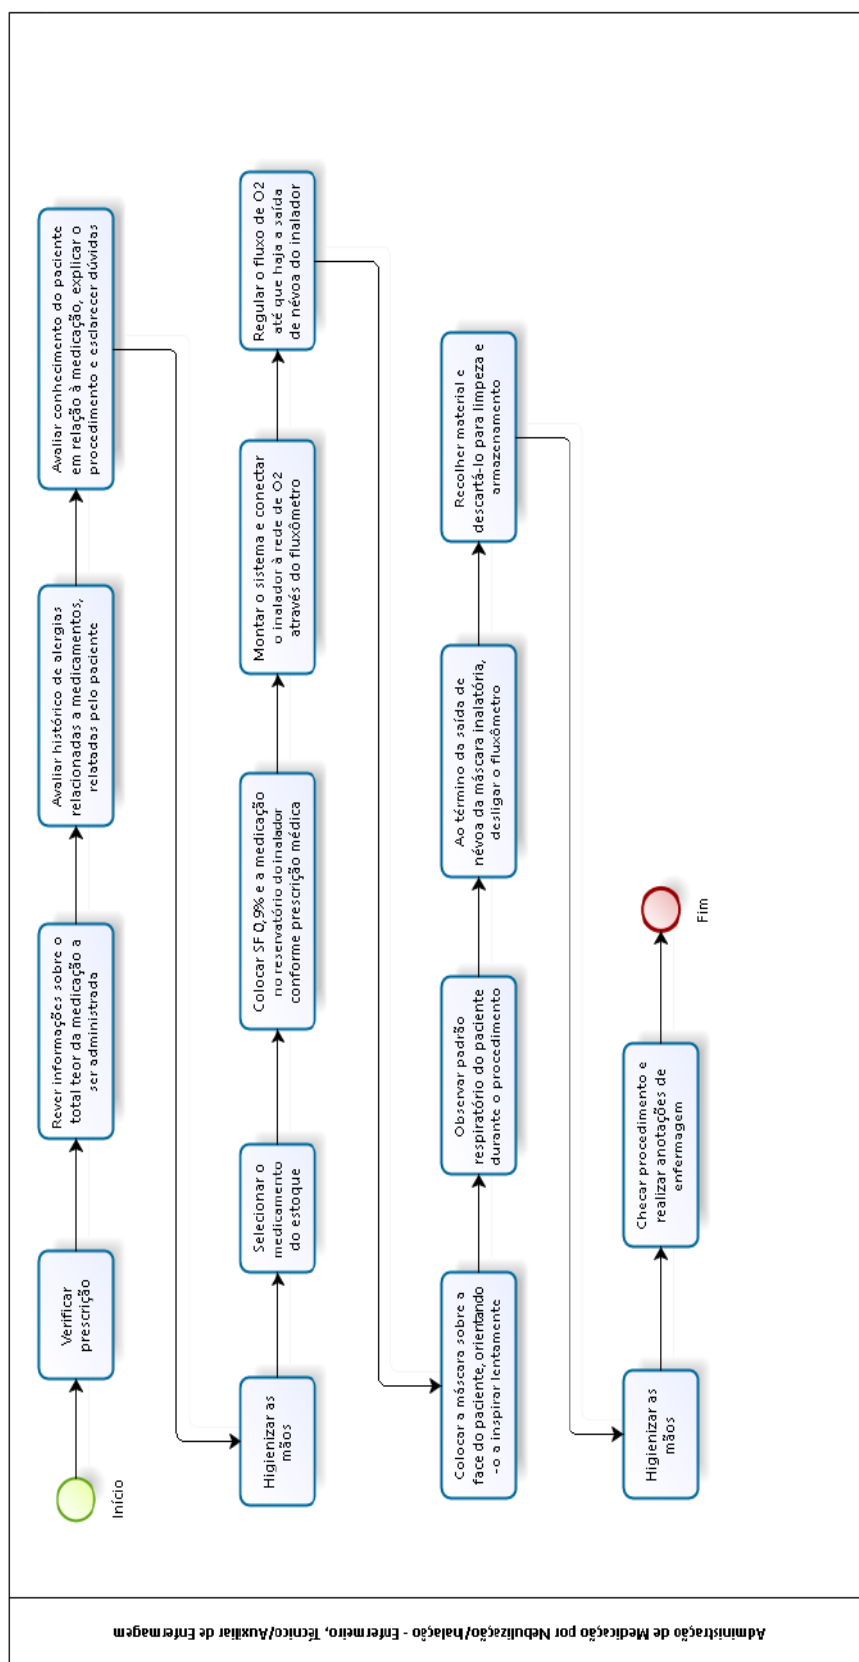 Administração de Medicação por Nebulização/Inalação - Enfermeiro, Técnico/Auxiliar de Enfermagem
Início
Verificar
prescrição
Rever informações sobre o
total teor da medicação a
ser administrada
Avaliar histórico de alergias
relacionadas a medicamentos,
relatadas pelo paciente
Avaliar conhecimento do paciente
em relação à medicação, explicar o
procedimento e esclarecer dúvidas
Higienizar as
mãos
Selecionar o
medicamento
do estoque
Colocar SF 0,9% e a medicação
no reservatório do inalador
conforme prescrição médica
Montar o sistema e conectar
o inalador à rede de O2
através do fluxômetro
Regular o fluxo de O2
até que haja a saída
de névoa do inalador
Colocar a máscara sobre a
face do paciente, orientando
-o a inspirar lentamente
Observar padrão
respiratório do paciente
durante o procedimento
Ao término da saída de
névoa da máscara inalatória,
desligar o fluxômetro
Recolher material e
descartá-lo para limpeza e
armazenamento
Higienizar as
mãos
Checar procedimento e
realizar anotações de
enfermagem
Fim